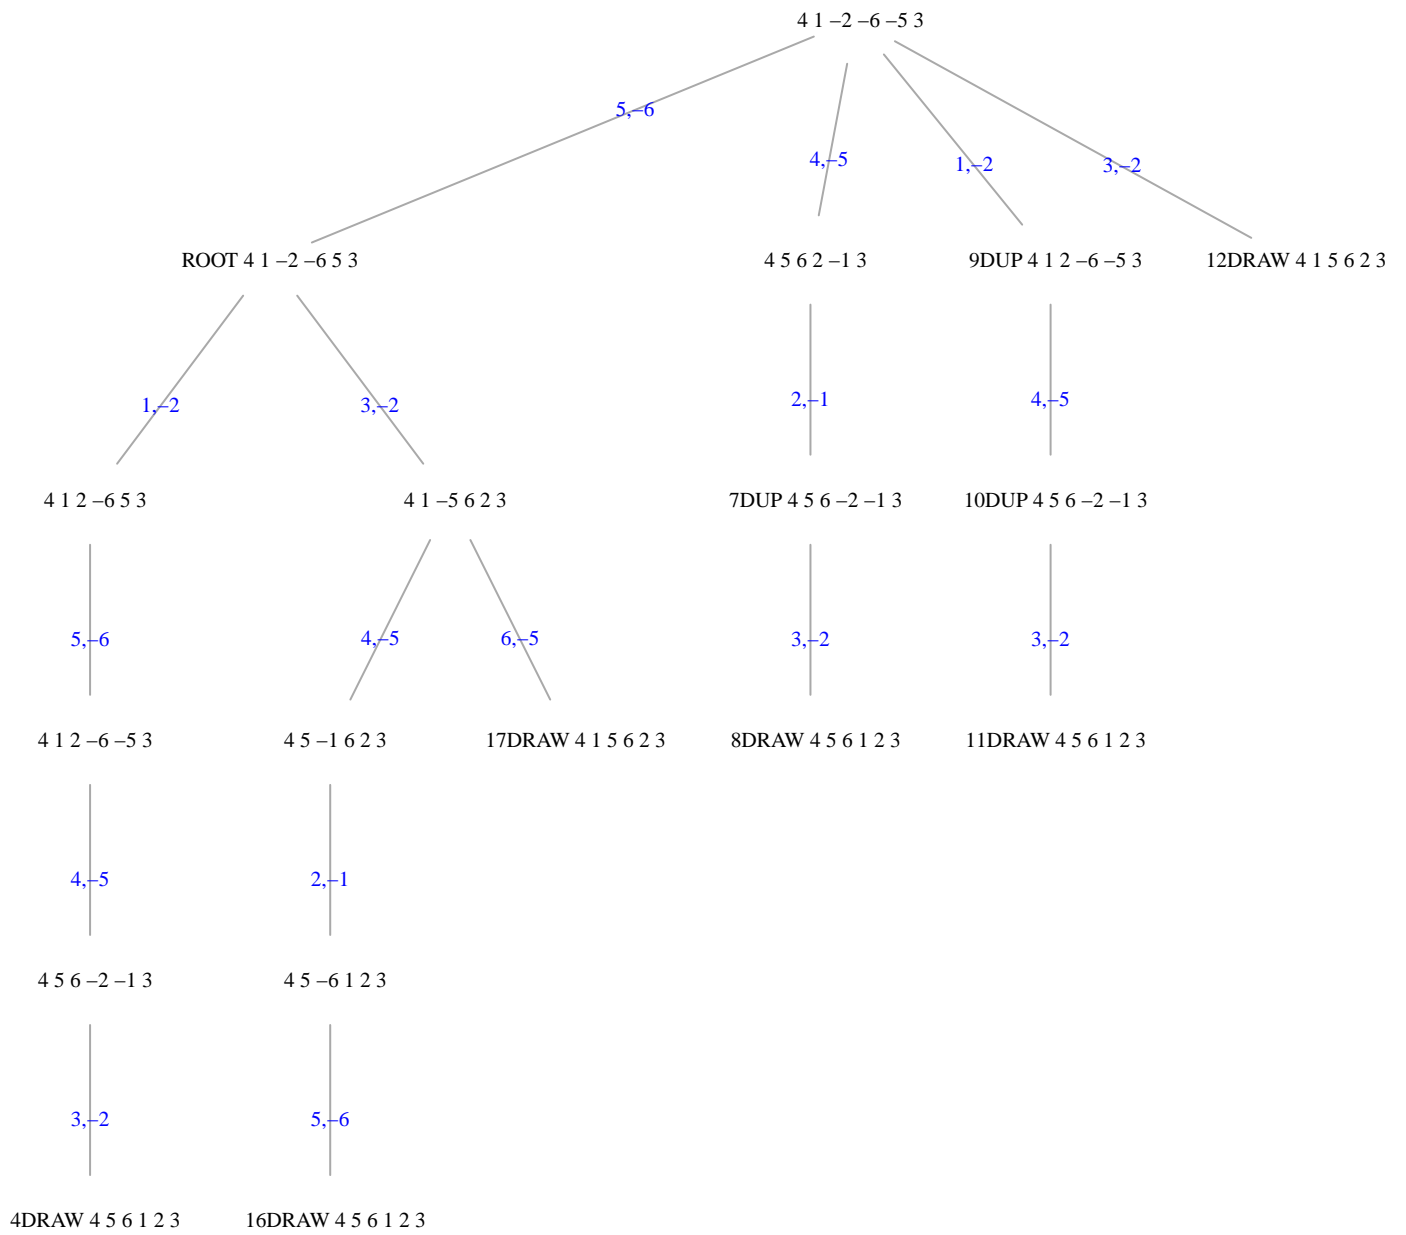 4 1 –2 –6 –5 3
5,–6
4,–5
1,–2
3,–2
ROOT 4 1 –2 –6 5 3
4 5 6 2 –1 3
9DUP 4 1 2 –6 –5 3
12DRAW 4 1 5 6 2 3
1,–2
3,–2
2,–1
4,–5
4 1 2 –6 5 3
4 1 –5 6 2 3
7DUP 4 5 6 –2 –1 3
10DUP 4 5 6 –2 –1 3
5,–6
4,–5
6,–5
3,–2
3,–2
4 1 2 –6 –5 3
4 5 –1 6 2 3
17DRAW 4 1 5 6 2 3
8DRAW 4 5 6 1 2 3
11DRAW 4 5 6 1 2 3
4,–5
2,–1
4 5 6 –2 –1 3
4 5 –6 1 2 3
3,–2
5,–6
4DRAW 4 5 6 1 2 3
16DRAW 4 5 6 1 2 3